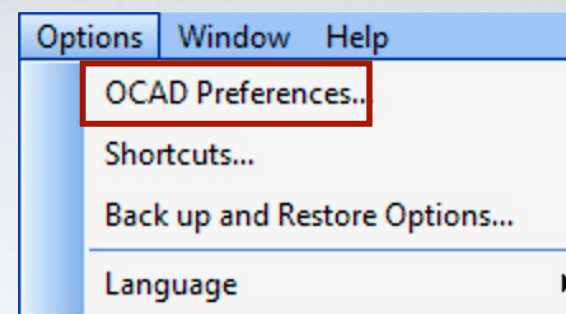 Options Window Help
OCAD Preferences...
Shortcuts...
Back up and Restore Options...
Language